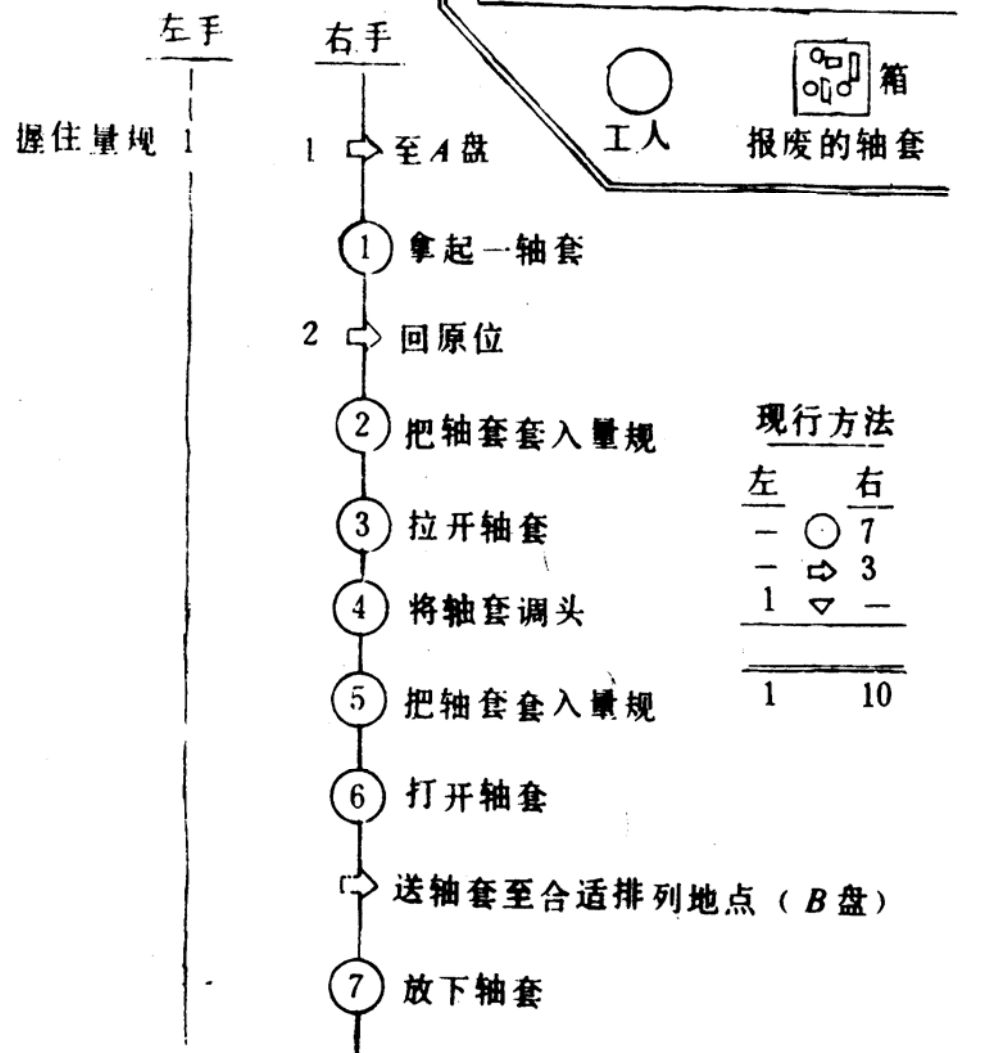 左手 右手
工人
箱
报废的轴套
握住量规 1
1 至A盘
1 拿起一轴套
2 回原位
2 把轴套套入量规
3 拉开轴套
4 将轴套调头
5 把轴套套入量规
6 打开轴套
送轴套至合适排列地点（B盘）
7 放下轴套
现行方法
左 右
— 7
— 3
1 —
1 10